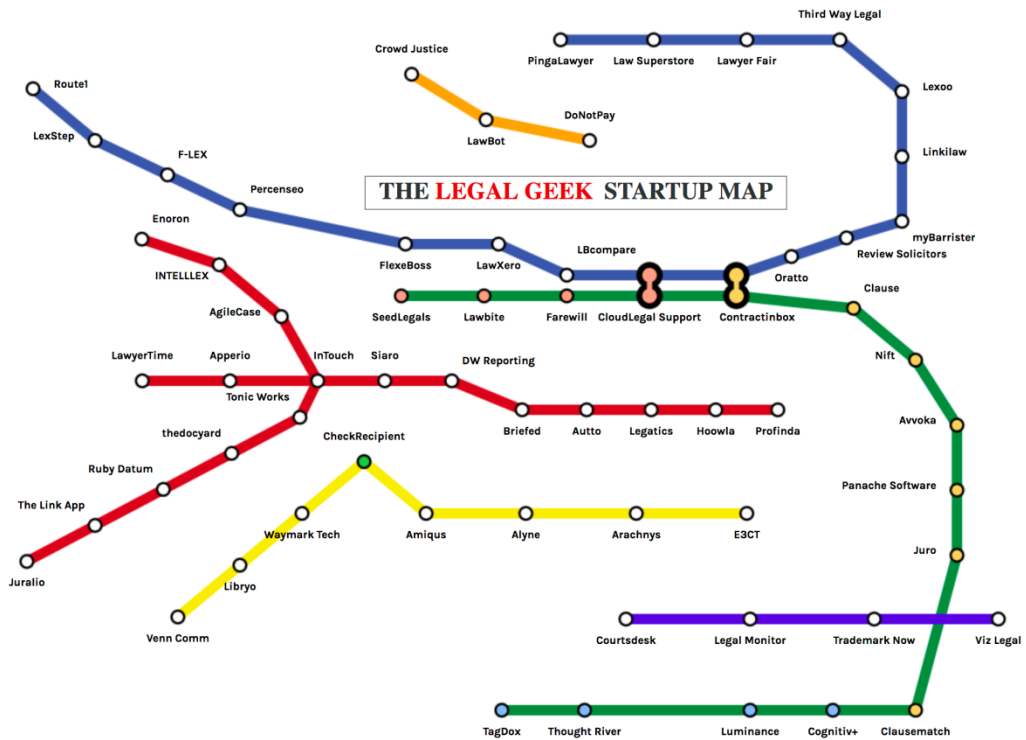 Third Way Legal
Crowd Justice
PingaLawyer
Law Superstore
Lawyer Fair
Route1
Lexoo
DoNotPay
LexStep
LawBot
F-LEX
Linkilaw
Percenseo
THE LEGAL GEEK STARTUP MAP
Enoron
myBarrister
LBcompare
Review Solicitors
FlexeBoss
LawXero
INTELLLEX
Oratto
Clause
AgileCase
SeedLegals
Lawbite
Farewill
CloudLegal Support
Contractinbox
LawyerTime
Apperio
InTouch
Siaro
DW Reporting
Nift
Tonic Works
Avvoka
Briefed
Autto
Legatics
Hoowla
Profinda
thedocyard
CheckRecipient
Ruby Datum
Panache Software
The Link App
Waymark Tech
Amiqus
Alyne
Arachnys
E3CT
Juro
Juralio
Libryo
Venn Comm
Courtsdesk
Legal Monitor
Trademark Now
Viz Legal
TagDox
Thought River
Luminance
Cognitiv+
Clausematch